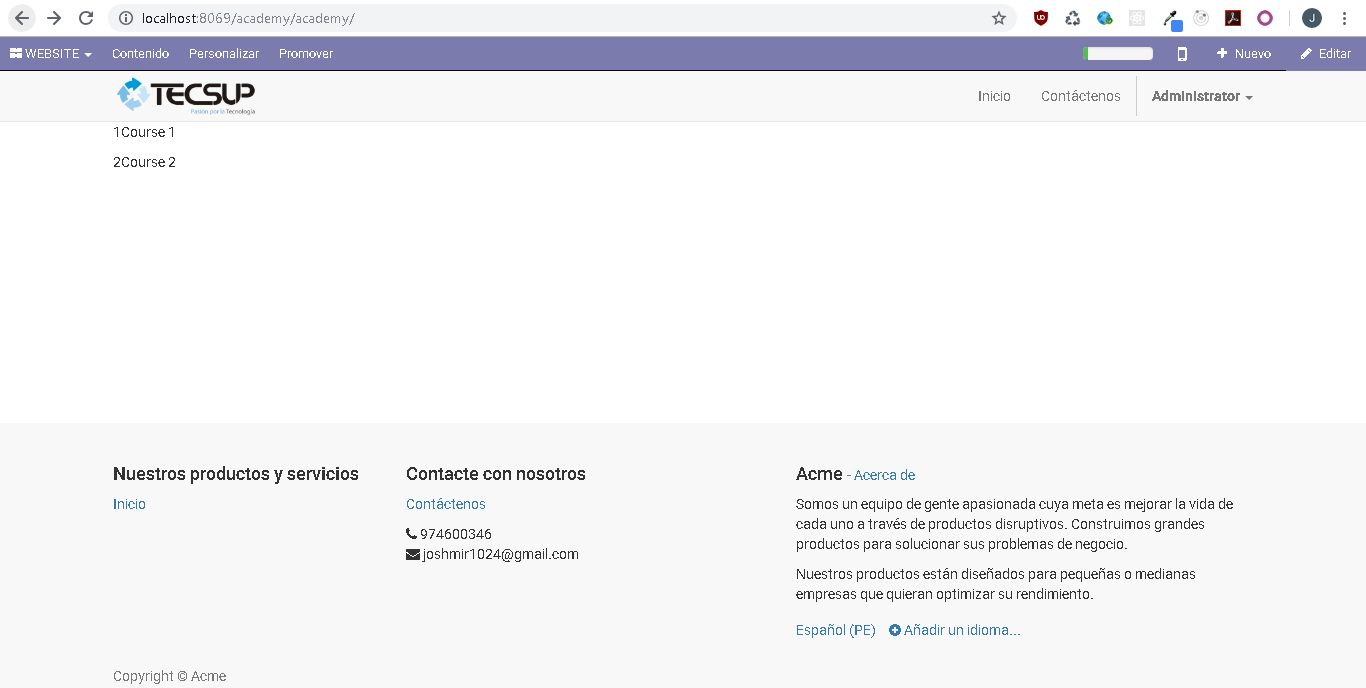 localhost:8069/academy/academy/
J
WEBSITE Contenido Personalizar Promover Nuevo Editar
TECSUP
Pasión por la Tecnología
Inicio Contáctenos Administrator
1Course 1
2Course 2
Nuestros productos y servicios
Inicio
Contacte con nosotros
Contáctenos
974600346
joshmir1024@gmail.com
Acme - Acerca de
Somos un equipo de gente apasionada cuya meta es mejorar la vida de
cada uno a través de productos disruptivos. Construimos grandes
productos para solucionar sus problemas de negocio.
Nuestros productos están diseñados para pequeñas o medianas
empresas que quieran optimizar su rendimiento.
Español (PE) Añadir un idioma...
Copyright © Acme